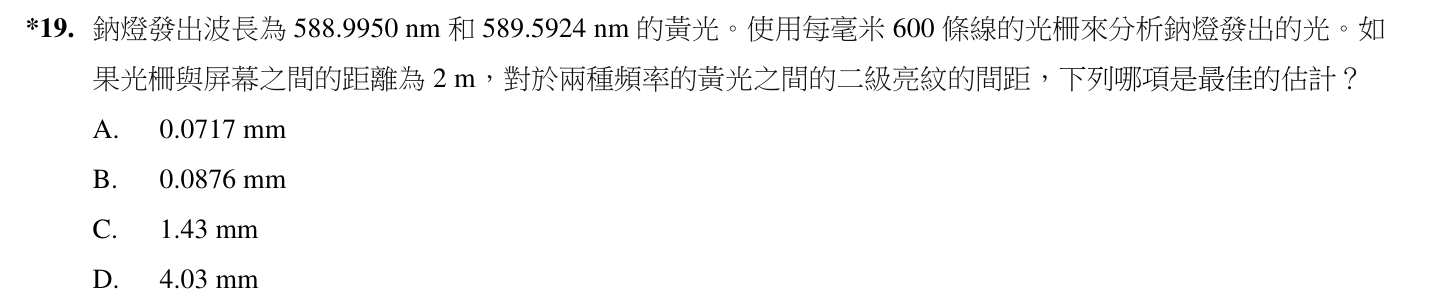 *19. 鈉燈發出波長為 588.9950 nm 和 589.5924 nm 的黃光。使用每毫米 600 條線的光柵來分析鈉燈發出的光。如
果光柵與屏幕之間的距離為 2 m，對於兩種頻率的黃光之間的二級亮紋的間距，下列哪項是最佳的估計？
A. 0.0717 mm
B. 0.0876 mm
C. 1.43 mm
D. 4.03 mm